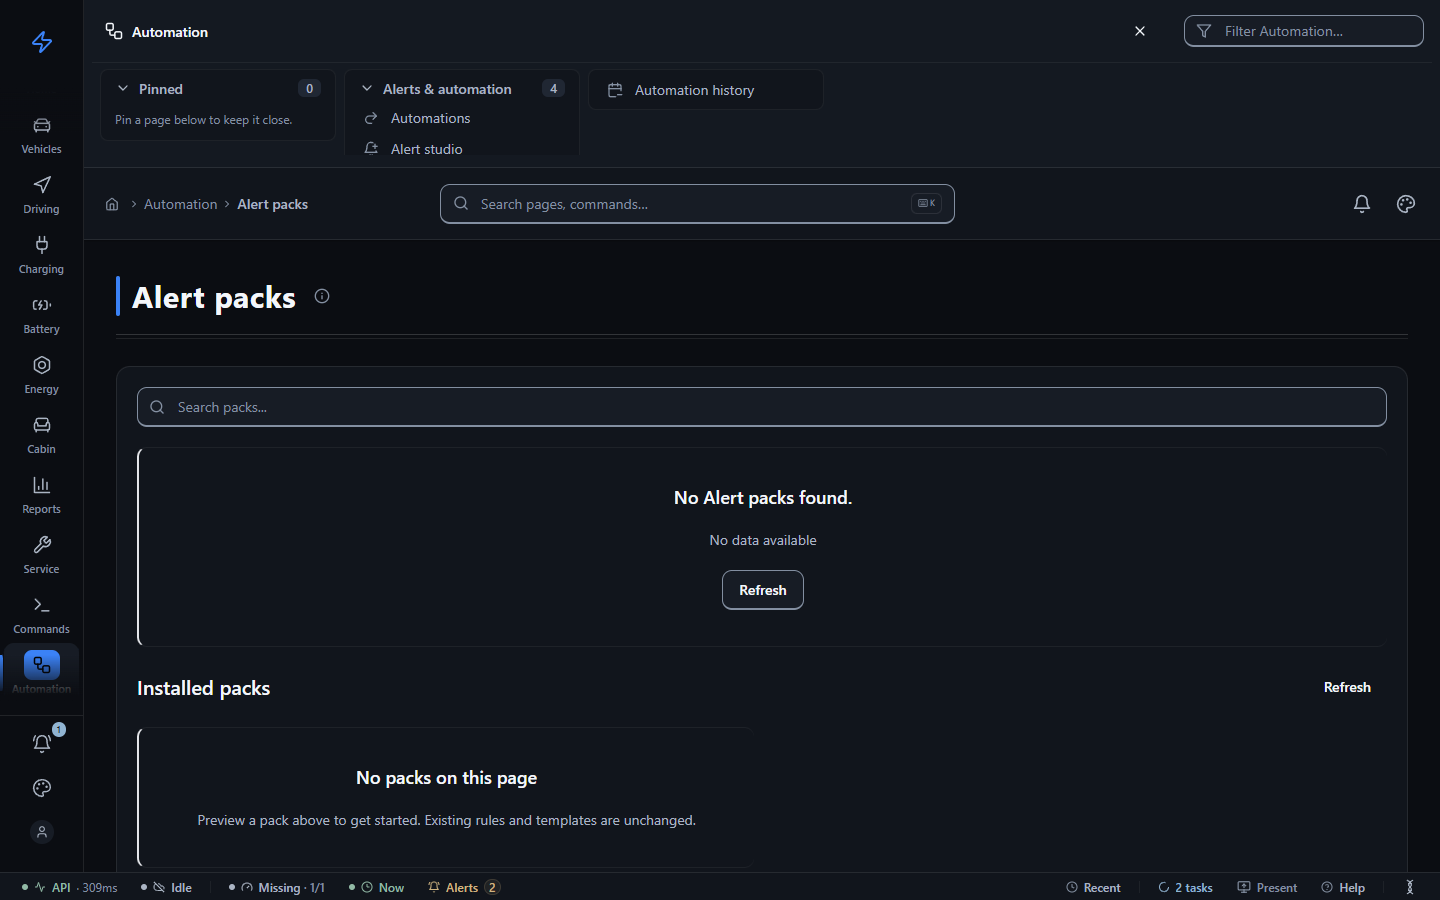 Automation
Filter Automation...
Pinned
0
Pin a page below to keep it close.
Alerts & automation
4
Automations
Alert studio
Automation history
Vehicles
Driving
Charging
Battery
Energy
Cabin
Reports
Service
Commands
Automation
1
Automation
Alert packs
Search pages, commands...
K
Alert packs
Search packs...
No Alert packs found.
No data available
Refresh
Installed packs
Refresh
No packs on this page
Preview a pack above to get started. Existing rules and templates are unchanged.
API · 309ms
Idle
Missing · 1/1
Now
Alerts 2
Recent
2 tasks
Present
Help